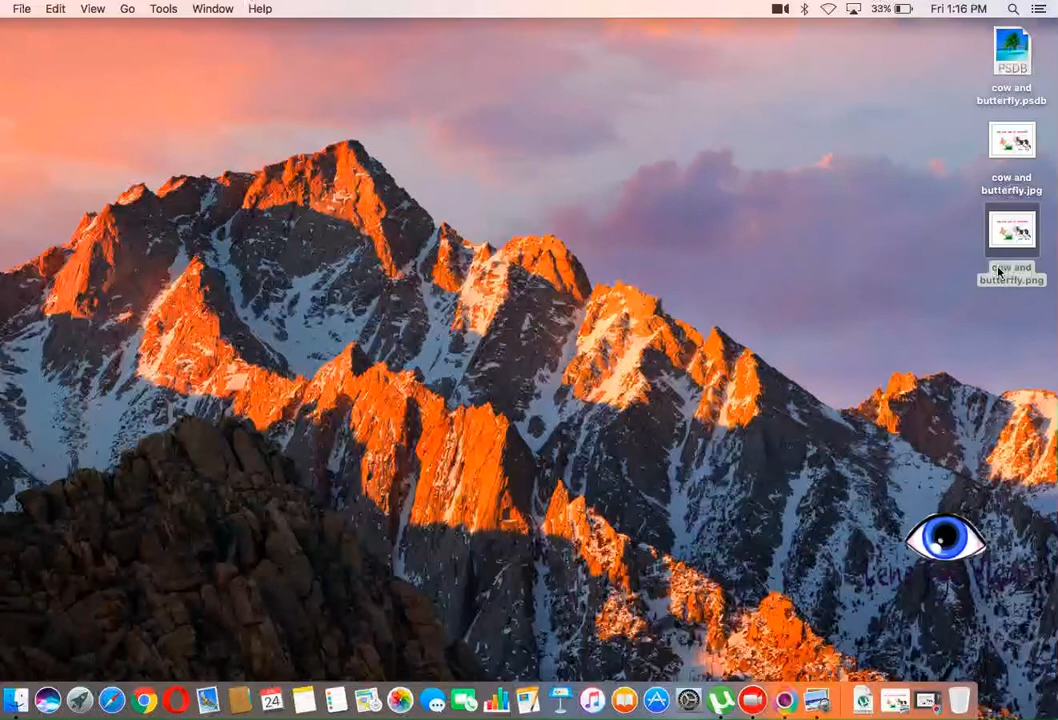 File Edit View Go Tools Window Help 33% Fri 1:16 PM
PSDB
cow and
butterfly.psdb
cow and
butterfly.jpg
cow and
butterfly.png
24